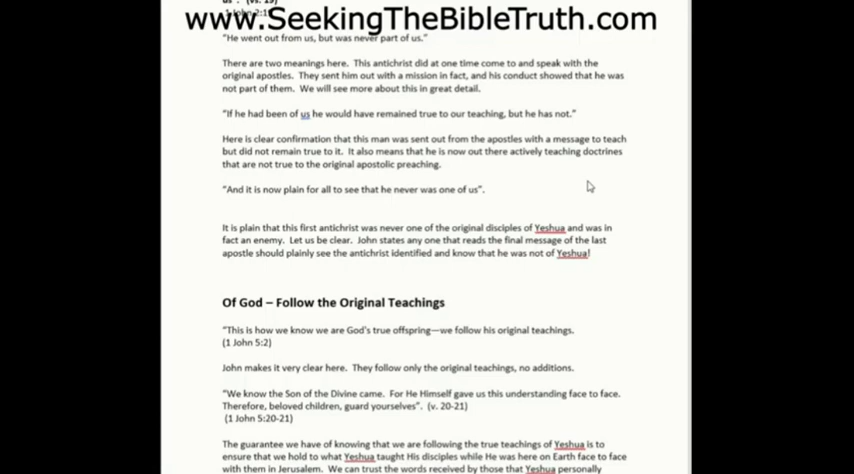 us". (vs. 19)
www.SeekingTheBibleTruth.com
1 John 2:19
"He went out from us, but was never part of us."
There are two meanings here. This antichrist did at one time come to and speak with the
original apostles. They sent him out with a mission in fact, and his conduct showed that he was
not part of them. We will see more about this in great detail.
"If he had been of us he would have remained true to our teaching, but he has not."
Here is clear confirmation that this man was sent out from the apostles with a message to teach
but did not remain true to it. It also means that he is now out there actively teaching doctrines
that are not true to the original apostolic preaching.
"And it is now plain for all to see that he never was one of us".
It is plain that this first antichrist was never one of the original disciples of Yeshua and was in
fact an enemy. Let us be clear. John states any one that reads the final message of the last
apostle should plainly see the antichrist identified and know that he was not of Yeshua!
Of God – Follow the Original Teachings
"This is how we know we are God's true offspring—we follow his original teachings.
(1 John 5:2)
John makes it very clear here. They follow only the original teachings, no additions.
"We know the Son of the Divine came. For He Himself gave us this understanding face to face.
Therefore, beloved children, guard yourselves". (v. 20-21)
(1 John 5:20-21)
The guarantee we have of knowing that we are following the true teachings of Yeshua is to
ensure that we hold to what Yeshua taught His disciples while He was here on Earth face to face
with them in Jerusalem. We can trust the words received by those that Yeshua personally